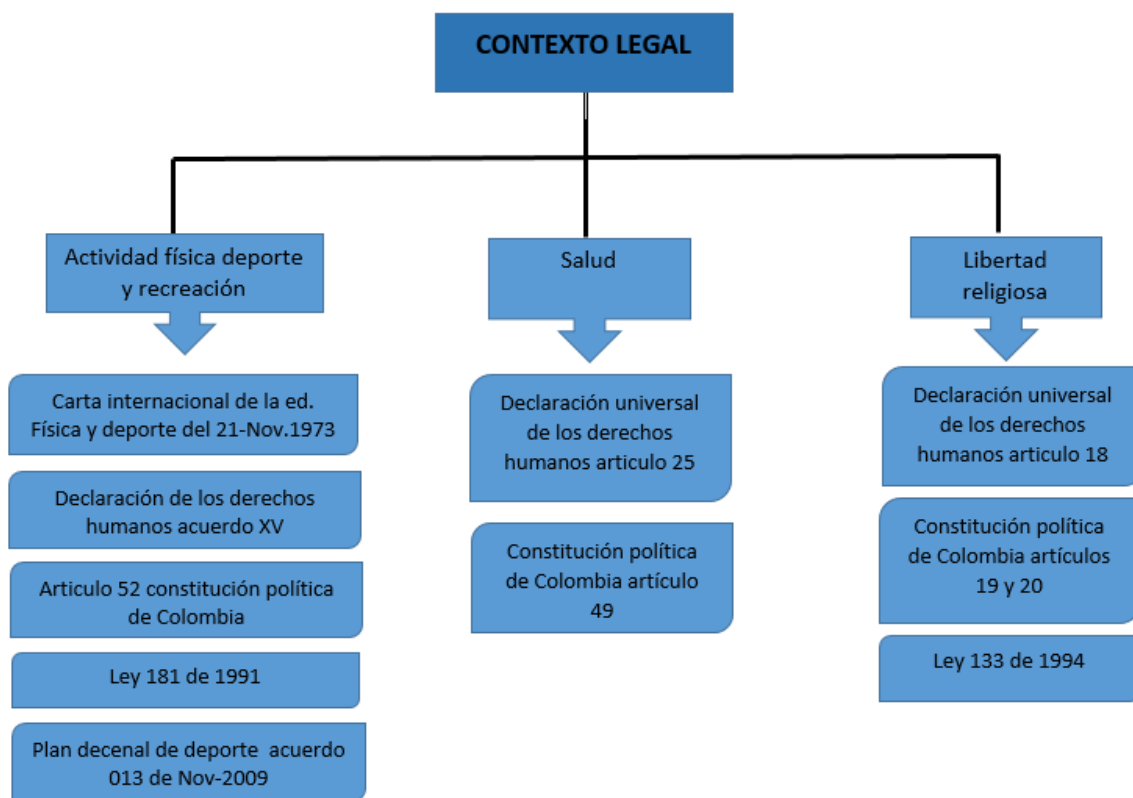 CONTEXTO LEGAL
Actividad física deporte
y recreación
Carta internacional de la ed.
Física y deporte del 21-Nov.1973
Declaración de los derechos
humanos acuerdo XV
Articulo 52 constitución política
de Colombia
Ley 181 de 1991
Plan decenal de deporte acuerdo
013 de Nov-2009
Salud
Declaración universal
de los derechos
humanos articulo 25
Constitución política
de Colombia artículo
49
Libertad
religiosa
Declaración universal
de los derechos
humanos articulo 18
Constitución política
de Colombia artículos
19 y 20
Ley 133 de 1994